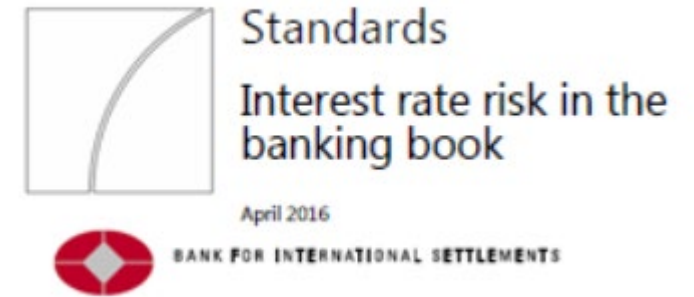 Standards
Interest rate risk in the
banking book
April 2016
BANK FOR INTERNATIONAL SETTLEMENTS